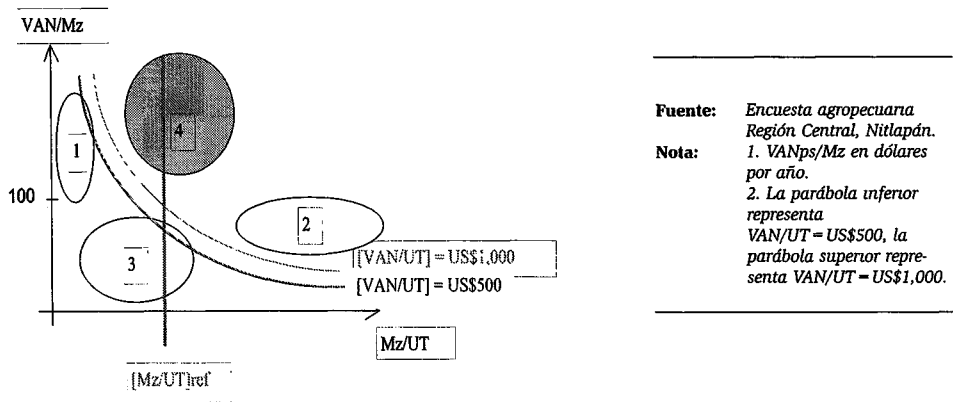 VAN/Mz
4
1
100
2
3
[VAN/UT] = US$1,000
[VAN/UT] = US$500
Mz/UT
[Mz/UT]ref
Fuente: Encuesta agropecuaria
Región Central, Nitlapán.
Nota: 1. VANps/Mz en dólares
por año.
2. La parábola inferior
representa
VAN/UT = US$500, la
parábola superior repre-
senta VAN/UT = US$1,000.